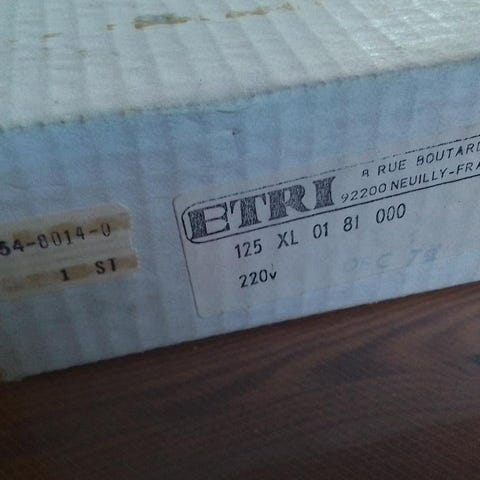 54-8014-0
1 ST
ETRI
8 RUE BOUTARD
92200 NEUILLY-FRA
125 XL 01 81 000
220v